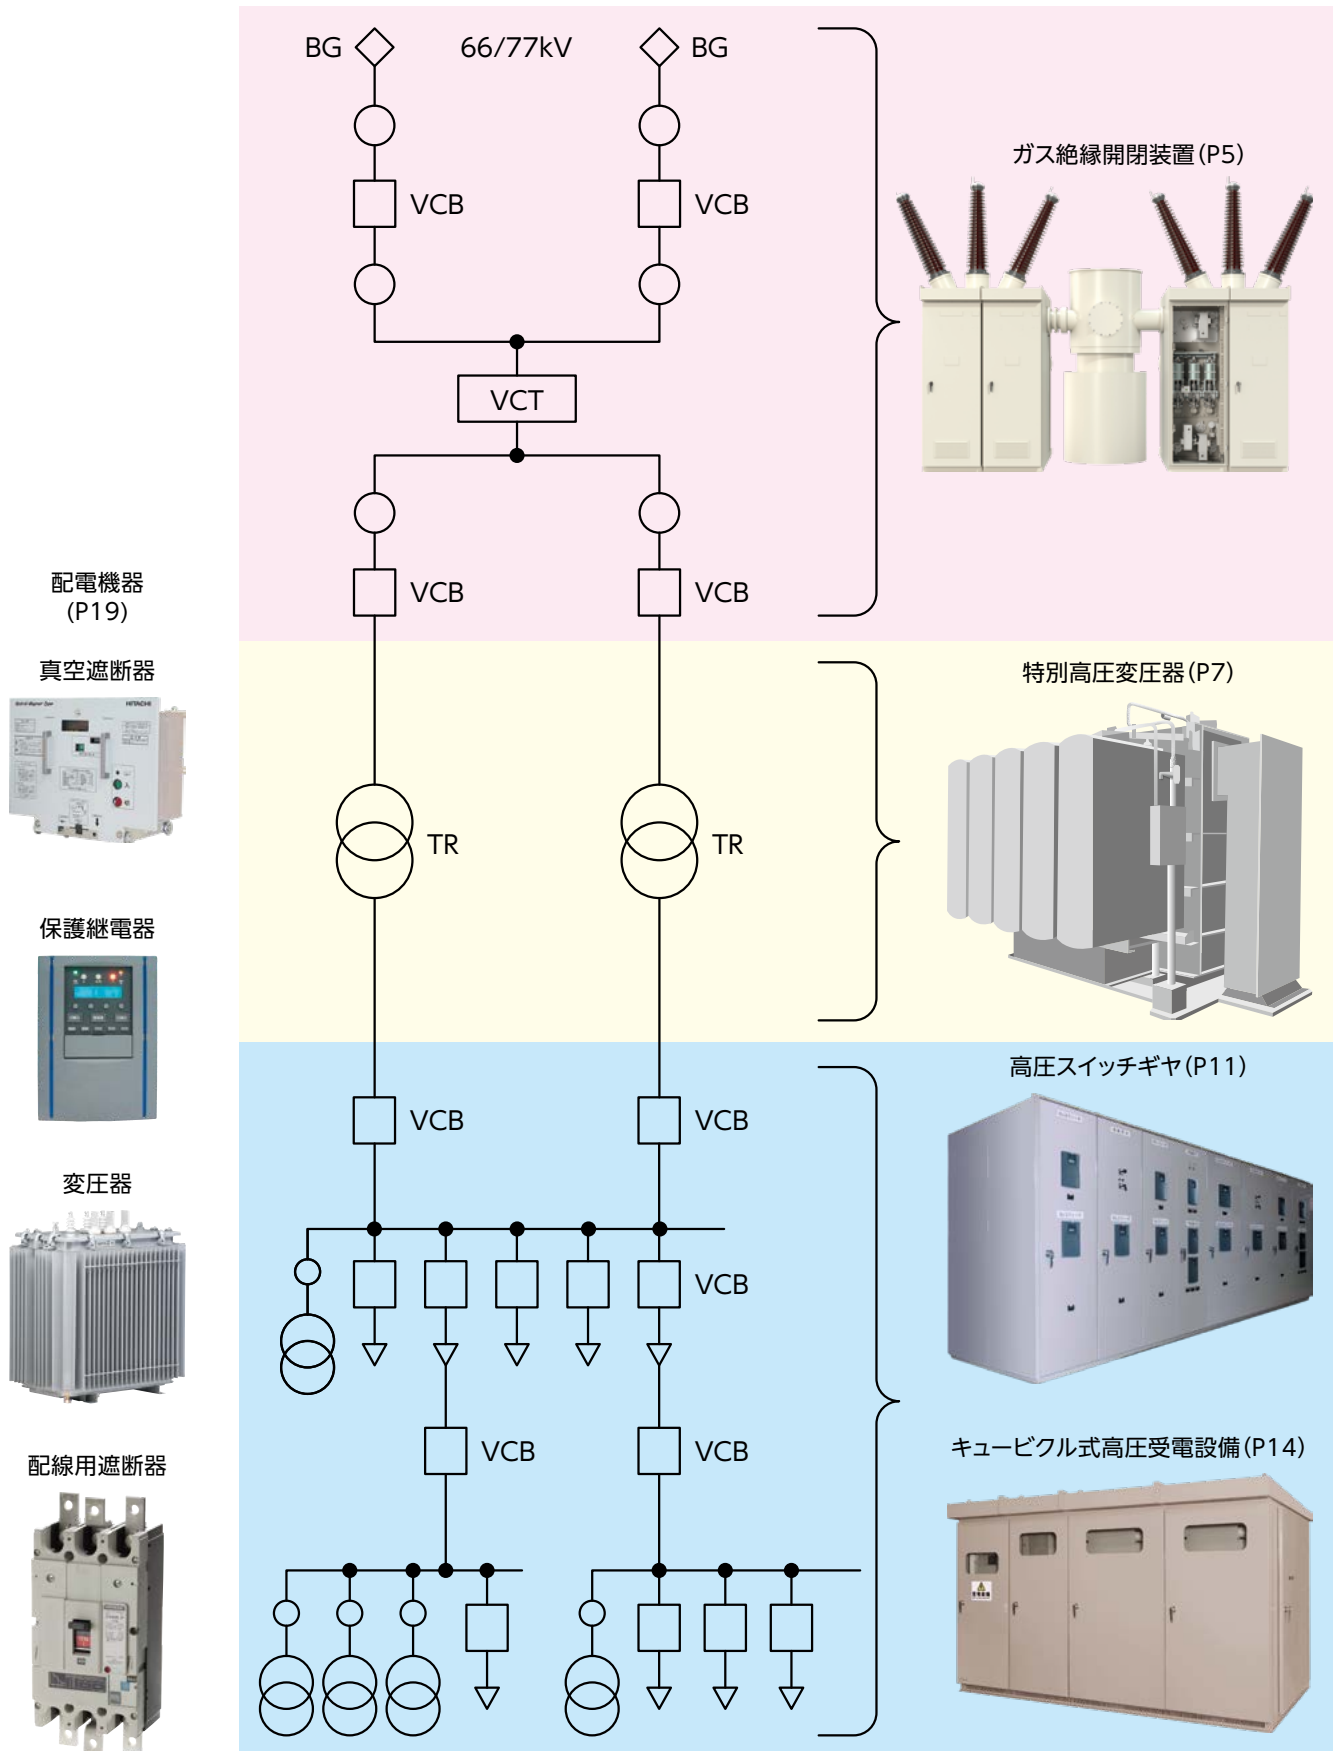 BG 66/77kV BG
ガス絶縁開閉装置(P5)
VCB VCB
VCT
配電機器
(P19)
VCB VCB
真空遮断器
HITACHI
特別高圧変圧器(P7)
TR TR
保護継電器
高圧スイッチギヤ(P11)
VCB VCB
変圧器
VCB
キュービクル式高圧受電設備(P14)
VCB VCB
配線用遮断器